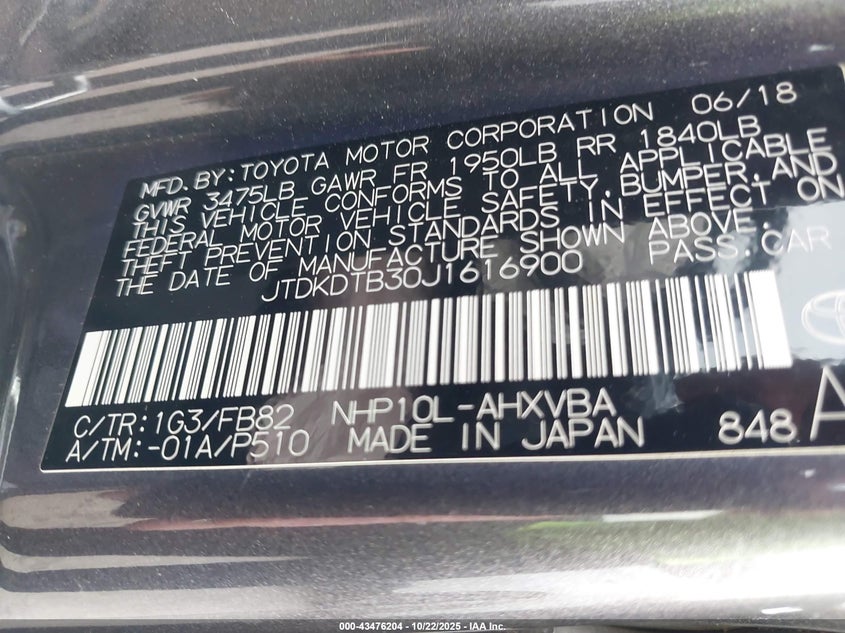 MFD. BY: TOYOTA MOTOR CORPORATION 06/18
GVWR 3475LB GAWR FR 1950LB RR 1840LB
THIS VEHICLE CONFORMS TO ALL APPLICABLE
FEDERAL MOTOR VEHICLE SAFETY, BUMPER, AND
THEFT PREVENTION STANDARDS IN EFFECT ON
THE DATE OF MANUFACTURE SHOWN ABOVE.
JTDKDTB30J1616900 PASS. CAR
C/TR: 1G3/FB82 NHP10L-AHXVBA
A/TM: -01A/P510 MADE IN JAPAN 848 A
000-43476204 - 10/22/2025 - IAA Inc.